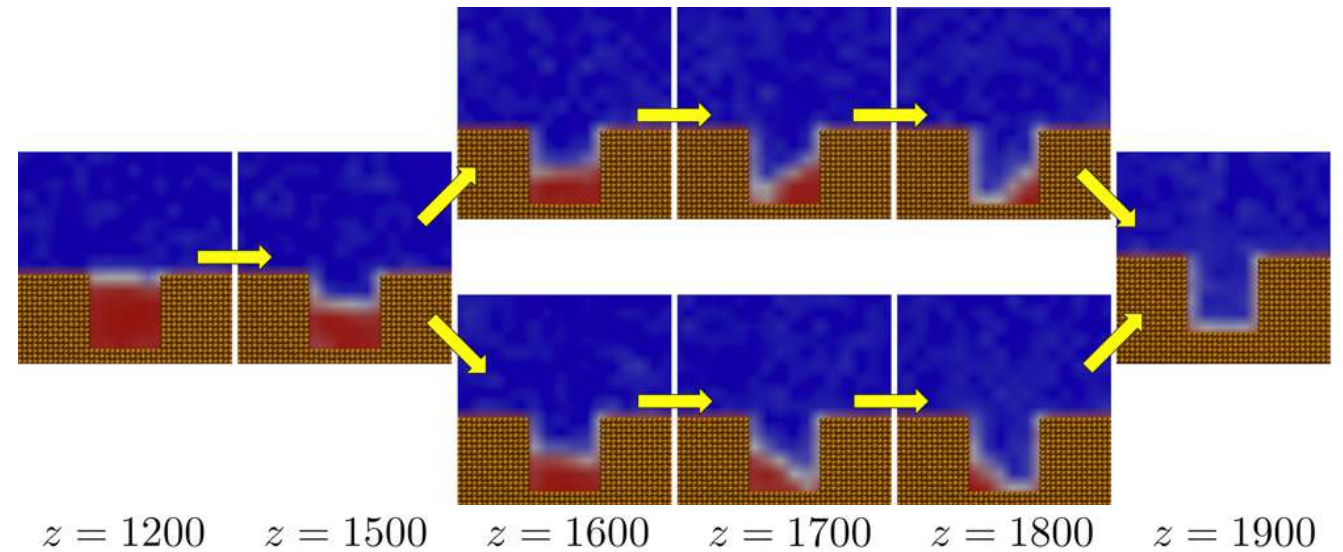 z = 1200 z = 1500 z = 1600 z = 1700 z = 1800 z = 1900